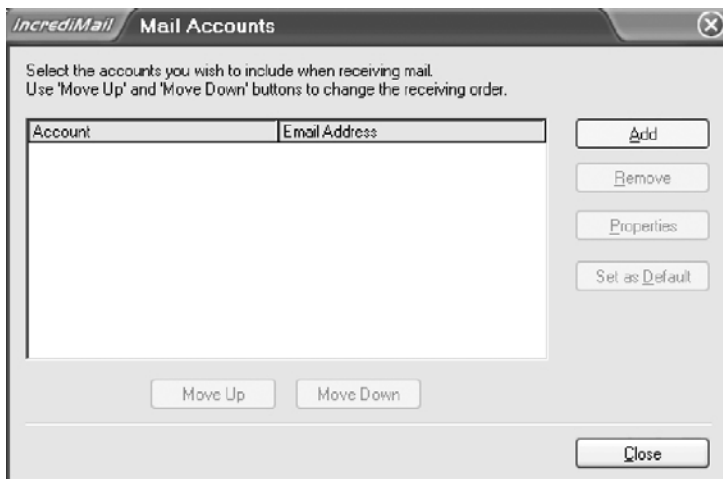 IncrediMail Mail Accounts
Select the accounts you wish to include when receiving mail.
Use 'Move Up' and 'Move Down' buttons to change the receiving order.
Account Email Address
Add
Remove
Properties
Set as Default
Move Up Move Down
Close